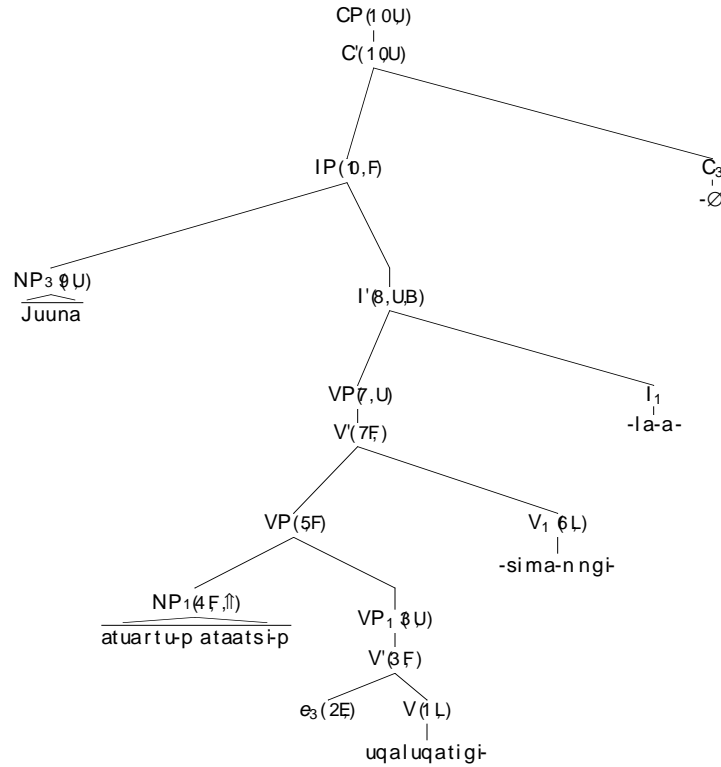 CP(10,U)
C'(10,U)
IP(10,F) C3
-∅
NP3(9,U) I'(8,U,B)
Juuna
VP(7,U) I1
-la-a-
V'(7,F)
VP(5,F) V1(6,L)
-sima-nngi-
NP1(4,F,⇑) VP1(3,U)
atuartu-p ataatsi-p
V'(3,F)
e3(2,E) V(1,L)
uqaluqatigi-